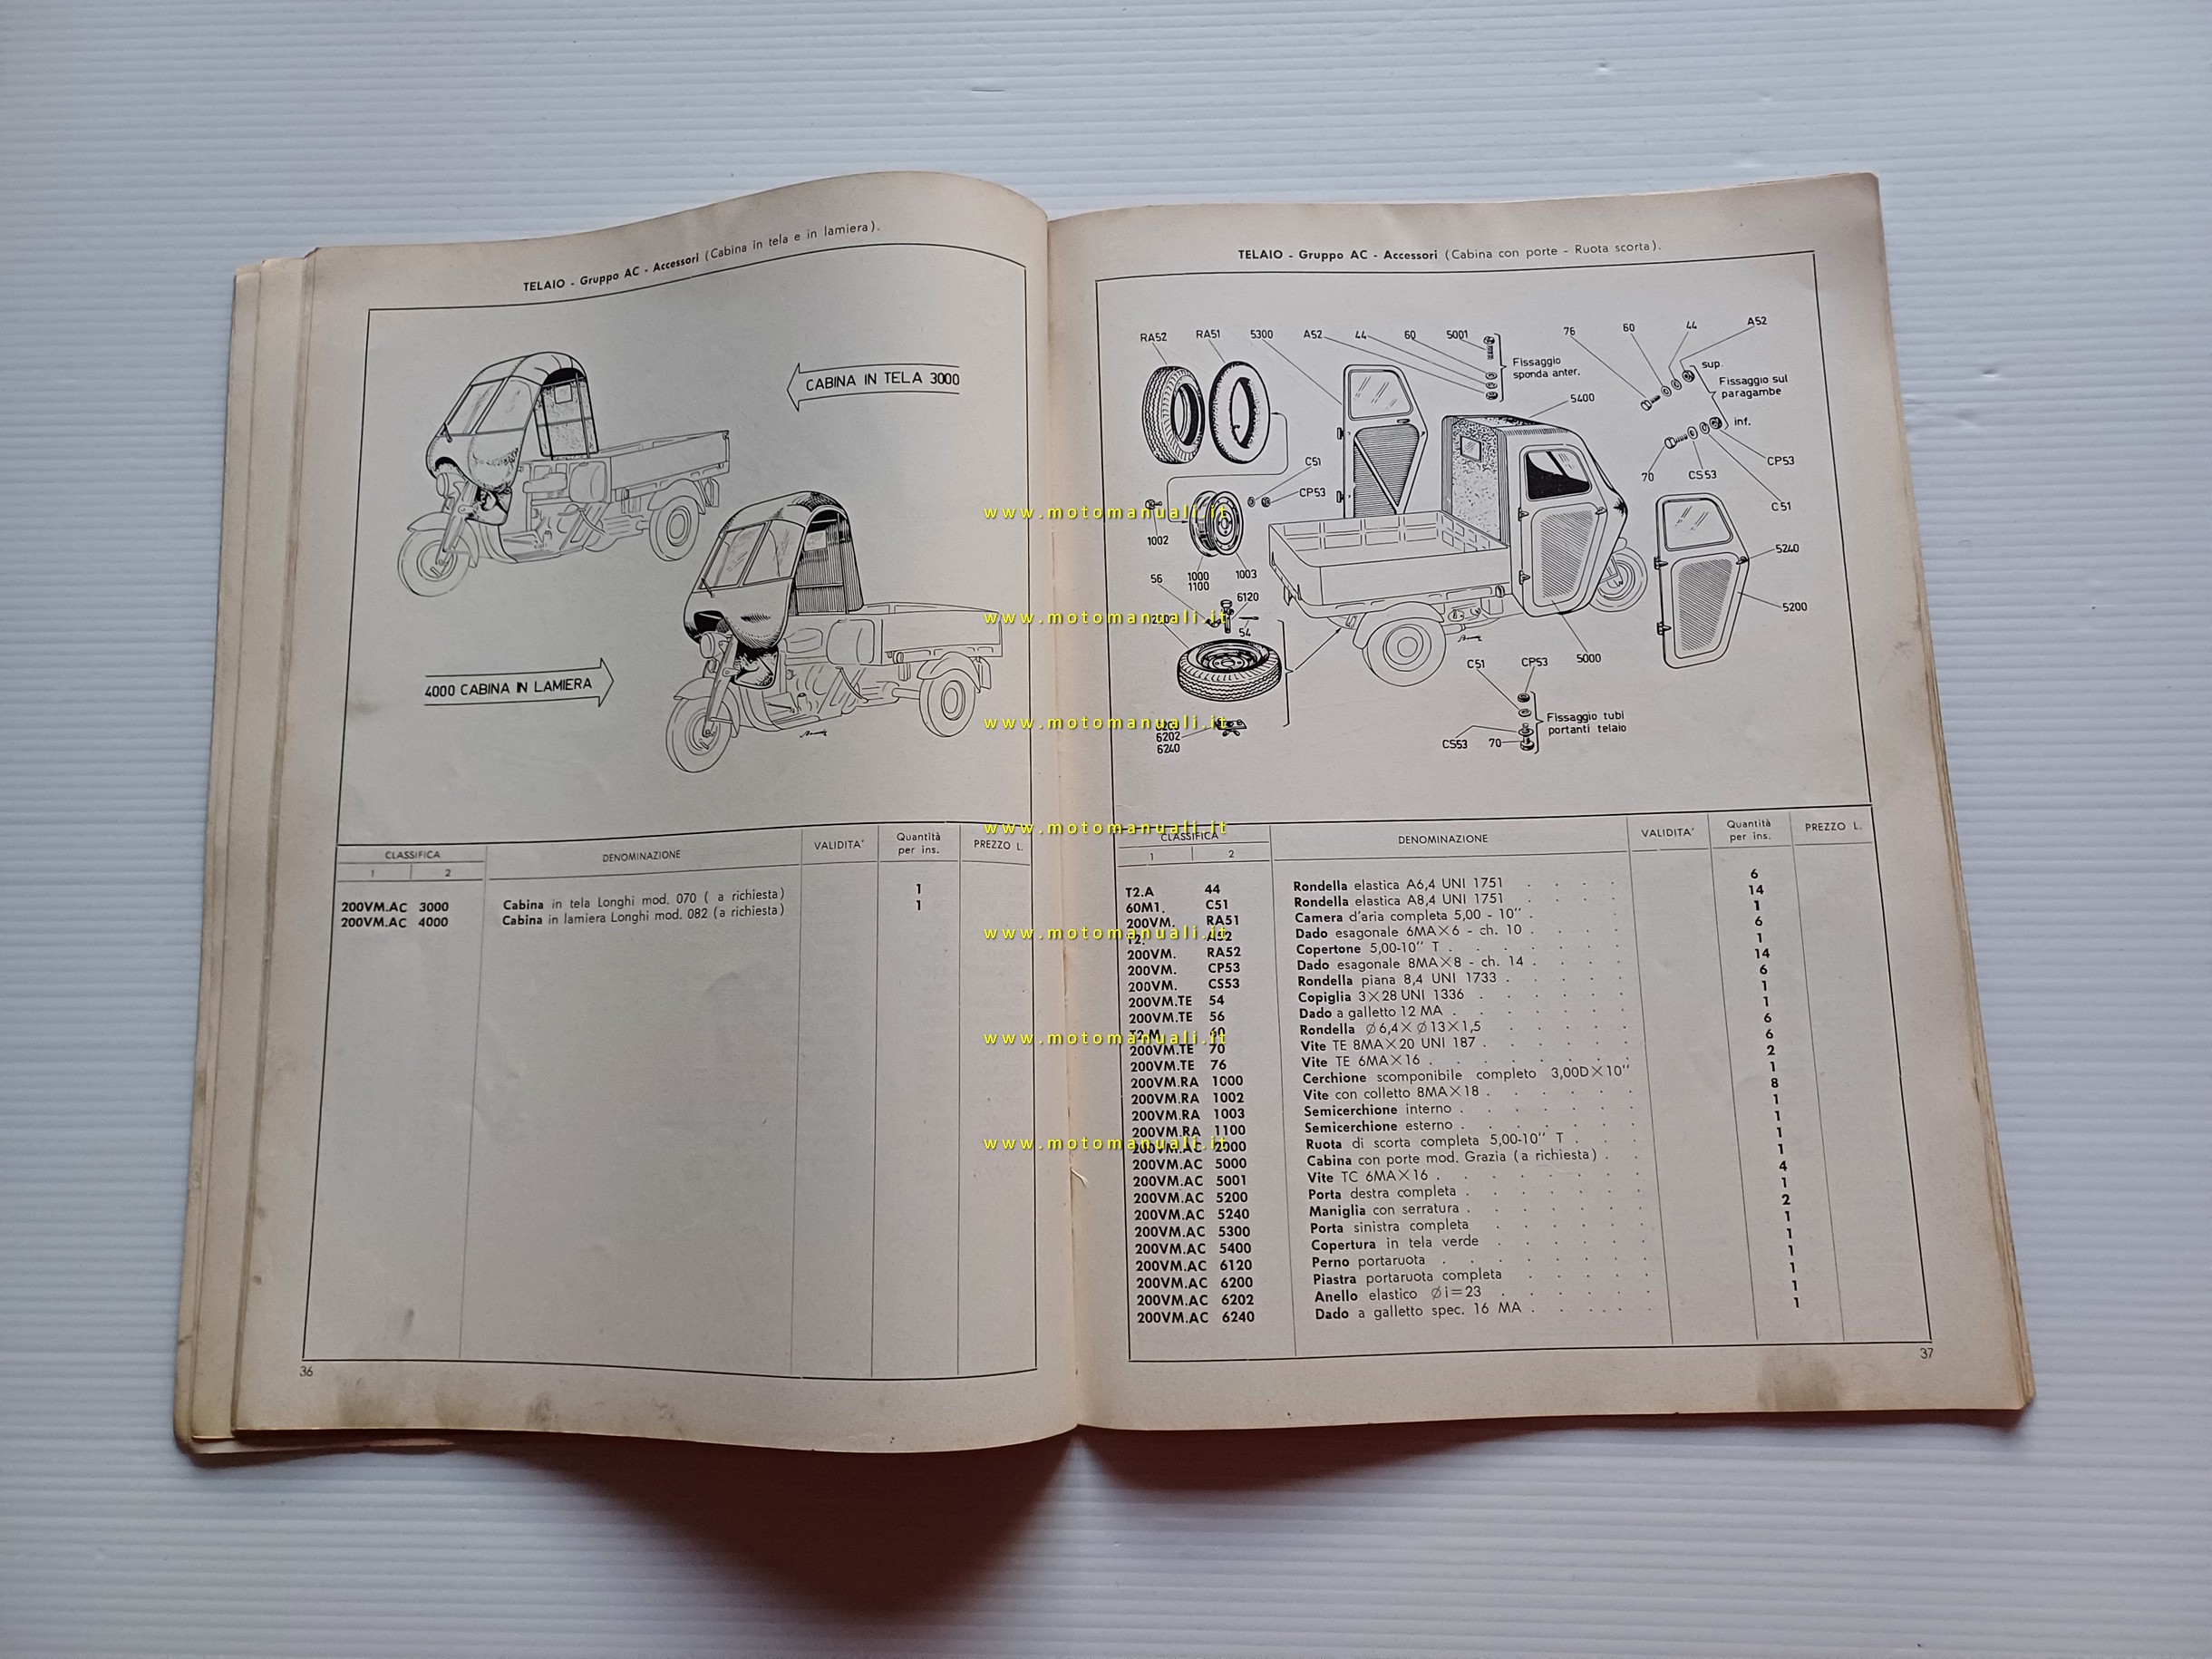 TELAIO - Gruppo AC - Accessori (Cabina in tela e in lamiera).
CABINA IN TELA 3000
4000 CABINA IN LAMIERA
CLASSIFICA DENOMINAZIONE VALIDITA' Quantità per ins. PREZZO L.
1 2
200VM.AC 3000 Cabina in tela Longhi mod. 070 ( a richiesta) 1
200VM.AC 4000 Cabina in lamiera Longhi mod. 082 (a richiesta) 1
36
TELAIO - Gruppo AC - Accessori (Cabina con porte - Ruota scorta).
RA52 RA51 5300 A52 44 60 5001 76 60 44 A52
Fissaggio
sponda anter.
sup.
Fissaggio sul
paragambe
inf.
5400
C51
CP53
70 CS53 CP53
C51
1002
1000
1100
1003
56
6120
54
5240
5200
5000
C51 CP53
Fissaggio tubi
portanti telaio
CS53 70
6202
6240
CLASSIFICA DENOMINAZIONE VALIDITA' Quantità per ins. PREZZO L.
1 2
T2.A 44 Rondella elastica A6,4 UNI 1751 . . . . 6
60M1. C51 Rondella elastica A8,4 UNI 1751 . . . . 14
200VM. RA51 Camera d'aria completa 5,00 - 10" . . . . 1
T2. A52 Dado esagonale 6MA×6 - ch. 10 . . . . 6
200VM. RA52 Copertone 5,00-10" T . . . . . . 1
200VM. CP53 Dado esagonale 8MA×8 - ch. 14 . . . . 14
200VM. CS53 Rondella piana 8,4 UNI 1733 . . . . . 6
200VM.TE 54 Copiglia 3×28 UNI 1336 . . . . . 1
200VM.TE 56 Dado a galletto 12 MA . . . . . . 1
T2.M 60 Rondella Ø6,4×Ø13×1,5 . . . . . 6
200VM.TE 70 Vite TE 8MA×20 UNI 187 . . . . . 6
200VM.TE 76 Vite TE 6MA×16 . . . . . . . 2
200VM.RA 1000 Cerchione scomponibile completo 3,00D×10" 1
200VM.RA 1002 Vite con colletto 8MA×18 . . . . . 8
200VM.RA 1003 Semicerchione interno . . . . . . 1
200VM.RA 1100 Semicerchione esterno . . . . . . 1
200VM.AC 2000 Ruota di scorta completa 5,00-10" T . . . 1
200VM.AC 5000 Cabina con porte mod. Grazia (a richiesta) . . 1
200VM.AC 5001 Vite TC 6MA×16 . . . . . . . 4
200VM.AC 5200 Porta destra completa . . . . . . 1
200VM.AC 5240 Maniglia con serratura . . . . . . 2
200VM.AC 5300 Porta sinistra completa . . . . . 1
200VM.AC 5400 Copertura in tela verde . . . . . 1
200VM.AC 6120 Perno portaruota . . . . . . . 1
200VM.AC 6200 Piastra portaruota completa . . . . . 1
200VM.AC 6202 Anello elastico Øi=23 . . . . . . 1
200VM.AC 6240 Dado a galletto spec. 16 MA . . . . . 1
37
www.motomanuali.it
www.motomanuali.it
www.motomanuali.it
www.motomanuali.it
www.motomanuali.it
www.motomanuali.it
www.motomanuali.it